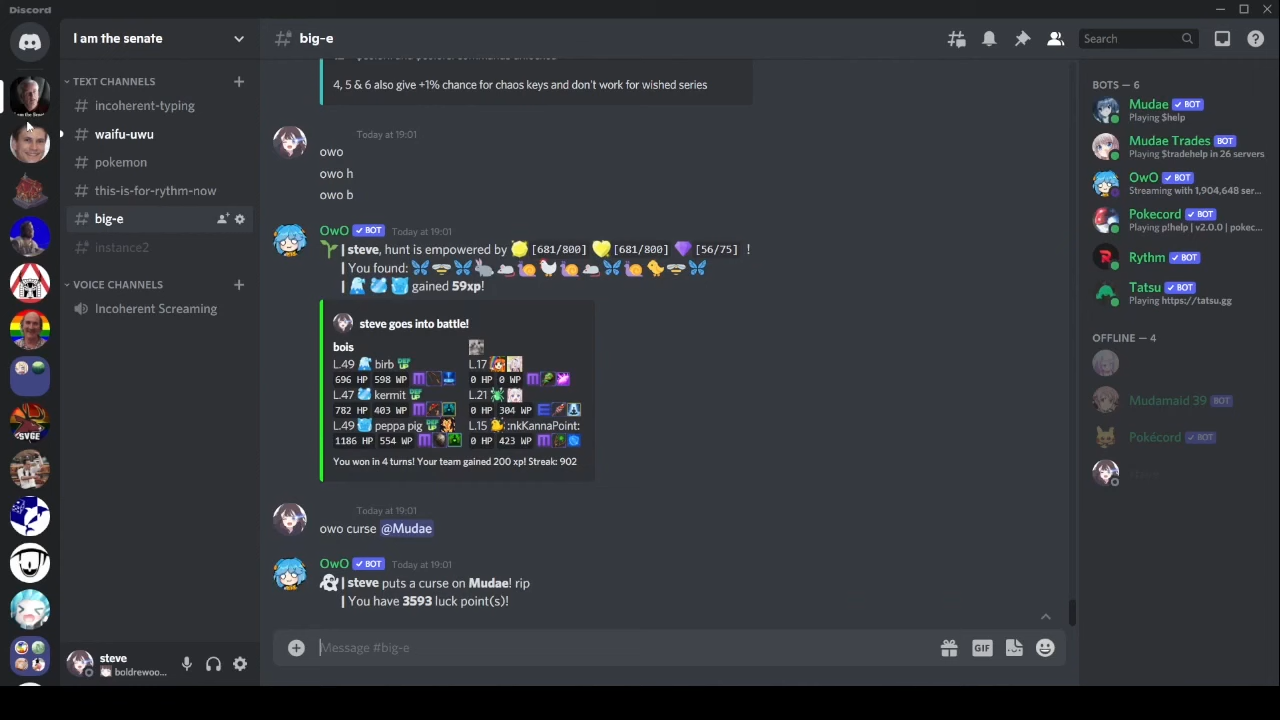 Discord
I am the senate
TEXT CHANNELS
incoherent-typing
waifu-uwu
pokemon
this-is-for-rythm-now
big-e
instance2
VOICE CHANNELS
Incoherent Screaming
steve
boldrewoo...
big-e
Search
4, 5 & 6 also give +1% chance for chaos keys and don't work for wished series
Today at 19:01
owo
owo h
owo b
OwO BOT Today at 19:01
| steve, hunt is empowered by [681/800] [681/800] [56/75] !
| You found:
| gained 59xp!
steve goes into battle!
bois
L.49 birb L.17
696 HP 598 WP 0 HP 0 WP
L.47 kermit L.21
782 HP 403 WP 0 HP 304 WP
L.49 peppa pig L.15 :nkKannaPoint:
1186 HP 554 WP 0 HP 423 WP
You won in 4 turns! Your team gained 200 xp! Streak: 902
Today at 19:01
owo curse @Mudae
OwO BOT Today at 19:01
| steve puts a curse on Mudae! rip
| You have 3593 luck point(s)!
Message #big-e
GIF
BOTS — 6
Mudae BOT
Playing $help
Mudae Trades BOT
Playing $tradehelp in 26 servers
OwO BOT
Streaming with 1,904,648 ser...
Pokecord BOT
Playing p!help | v2.0.0 | pokec...
Rythm BOT
Tatsu BOT
Playing https://tatsu.gg
OFFLINE — 4
Mudamaid 39 BOT
Pokécord BOT